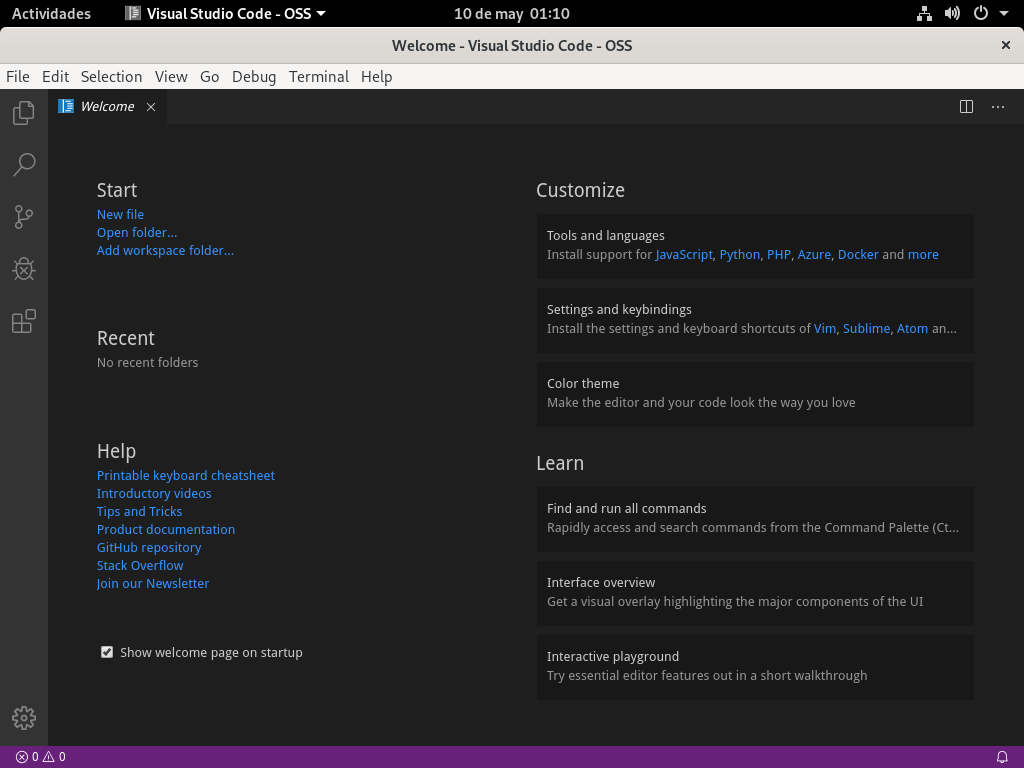 Actividades Visual Studio Code - OSS 10 de may 01:10
Welcome - Visual Studio Code - OSS
File Edit Selection View Go Debug Terminal Help
Welcome
Start
New file
Open folder...
Add workspace folder...
Recent
No recent folders
Help
Printable keyboard cheatsheet
Introductory videos
Tips and Tricks
Product documentation
GitHub repository
Stack Overflow
Join our Newsletter
Show welcome page on startup
Customize
Tools and languages
Install support for JavaScript, Python, PHP, Azure, Docker and more
Settings and keybindings
Install the settings and keyboard shortcuts of Vim, Sublime, Atom an...
Color theme
Make the editor and your code look the way you love
Learn
Find and run all commands
Rapidly access and search commands from the Command Palette (Ct...
Interface overview
Get a visual overlay highlighting the major components of the UI
Interactive playground
Try essential editor features out in a short walkthrough
0 0